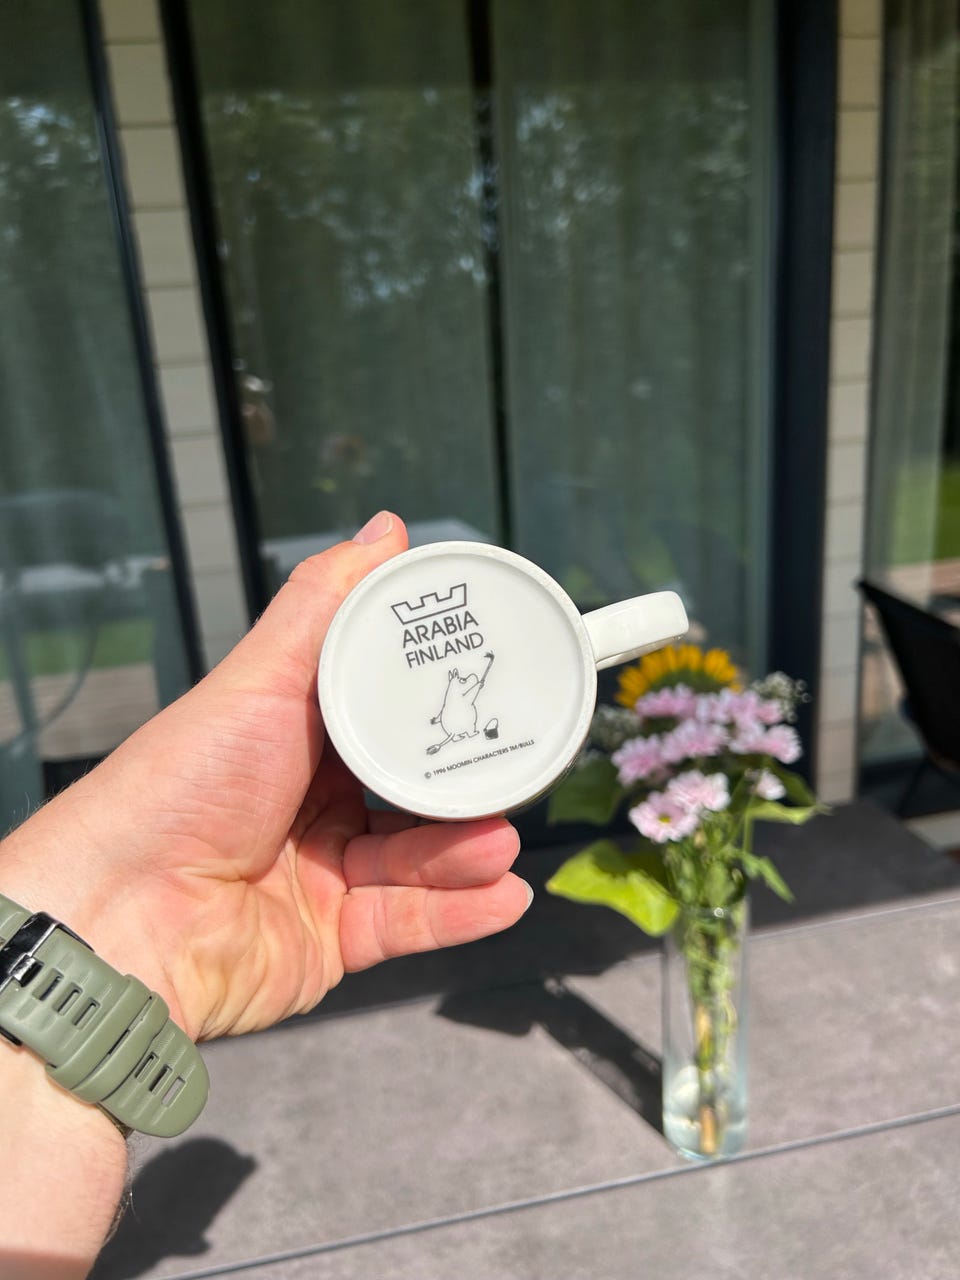 ARABIA
FINLAND
© 1996 MOOMIN CHARACTERS TM/BULLS